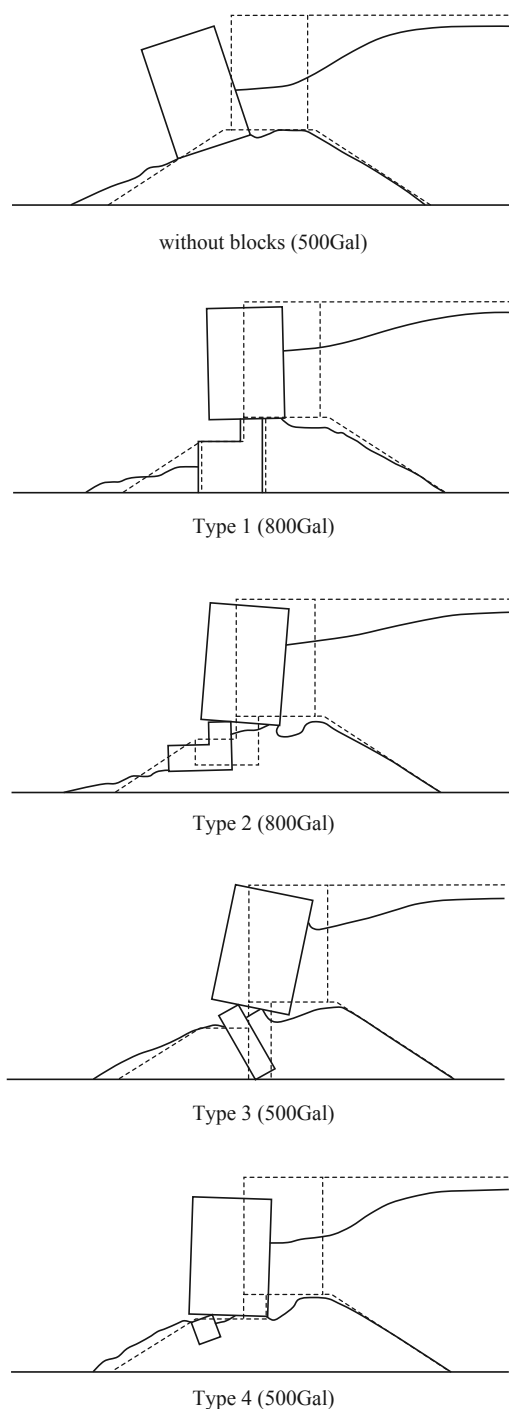 without blocks (500Gal)
Type 1 (800Gal)
Type 2 (800Gal)
Type 3 (500Gal)
Type 4 (500Gal)